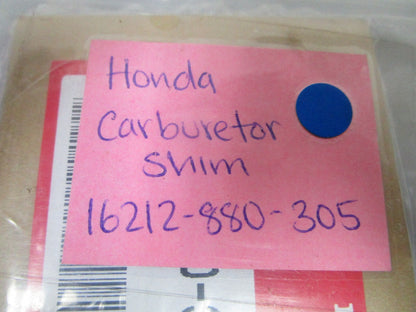 Honda
Carburetor
Shim
16212-880-305